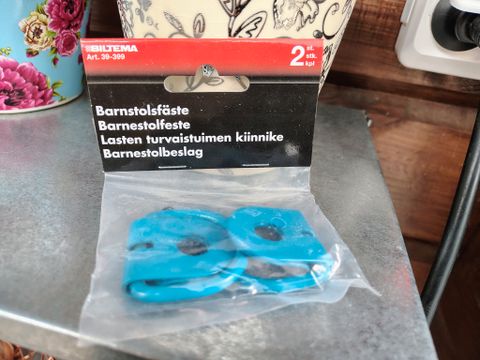 BILTEMA
Art. 39-399
2 st.
stk.
kpl
Barnstolsfäste
Barnestolfeste
Lasten turvaistuimen kiinnike
Barnestolbeslag